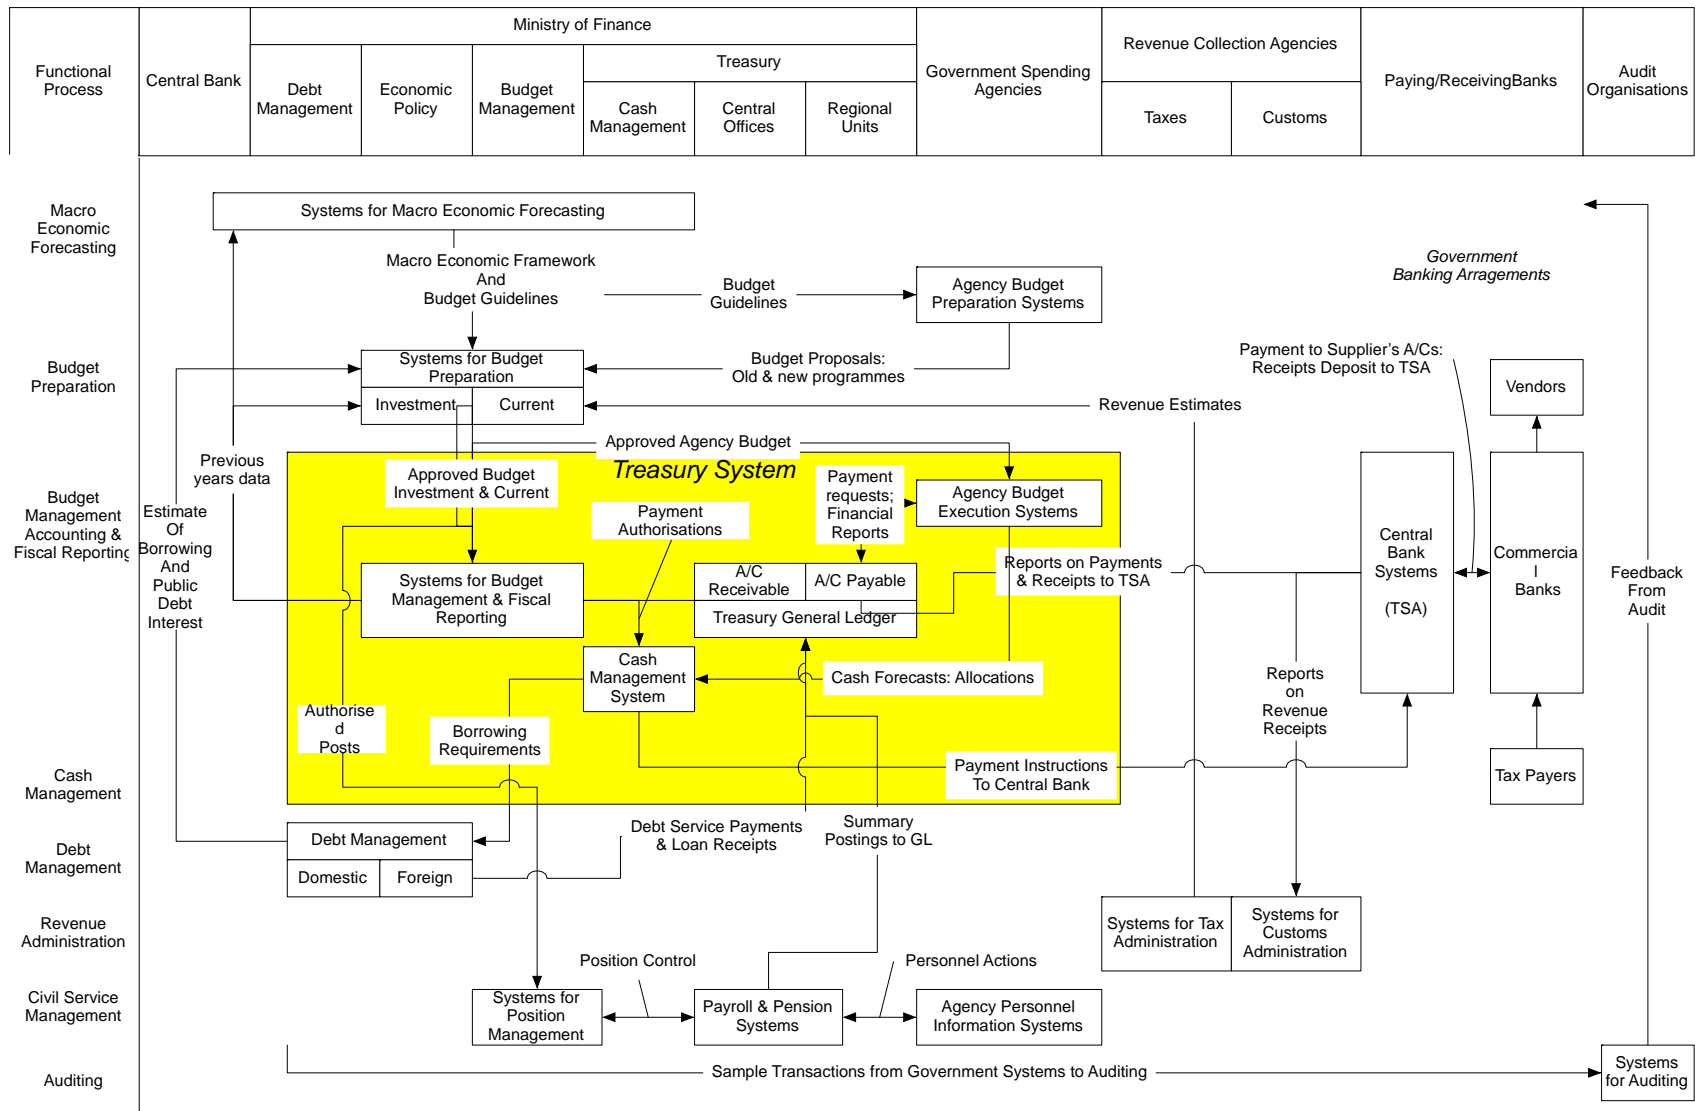 Functional
Process
Central Bank
Ministry of Finance
Debt
Management
Economic
Policy
Budget
Management
Treasury
Cash
Management
Central
Offices
Regional
Units
Government Spending
Agencies
Revenue Collection Agencies
Taxes
Customs
Paying/ReceivingBanks
Audit
Organisations
Macro
Economic
Forecasting
Systems for Macro Economic Forecasting
Macro Economic Framework
And
Budget Guidelines
Budget
Guidelines
Agency Budget
Preparation Systems
Government
Banking Arragements
Budget
Preparation
Systems for Budget
Preparation
Investment
Current
Budget Proposals:
Old & new programmes
Revenue Estimates
Payment to Supplier's A/Cs:
Receipts Deposit to TSA
Vendors
Approved Agency Budget
Treasury System
Previous
years data
Approved Budget
Investment & Current
Payment
requests;
Financial
Reports
Agency Budget
Execution Systems
Budget
Management
Accounting &
Fiscal Reporting
Estimate
Of
Borrowing
And
Public
Debt
Interest
Payment
Authorisations
Systems for Budget
Management & Fiscal
Reporting
A/C
Receivable
A/C Payable
Treasury General Ledger
Reports on Payments
& Receipts to TSA
Central
Bank
Systems
(TSA)
Commercia
l
Banks
Feedback
From
Audit
Cash
Management
System
Cash Forecasts: Allocations
Reports
on
Revenue
Receipts
Authorise
d
Posts
Borrowing
Requirements
Payment Instructions
To Central Bank
Tax Payers
Cash
Management
Debt
Management
Debt Management
Domestic
Foreign
Debt Service Payments
& Loan Receipts
Summary
Postings to GL
Revenue
Administration
Systems for Tax
Administration
Systems for
Customs
Administration
Position Control
Personnel Actions
Civil Service
Management
Systems for
Position
Management
Payroll & Pension
Systems
Agency Personnel
Information Systems
Auditing
Sample Transactions from Government Systems to Auditing
Systems
for Auditing